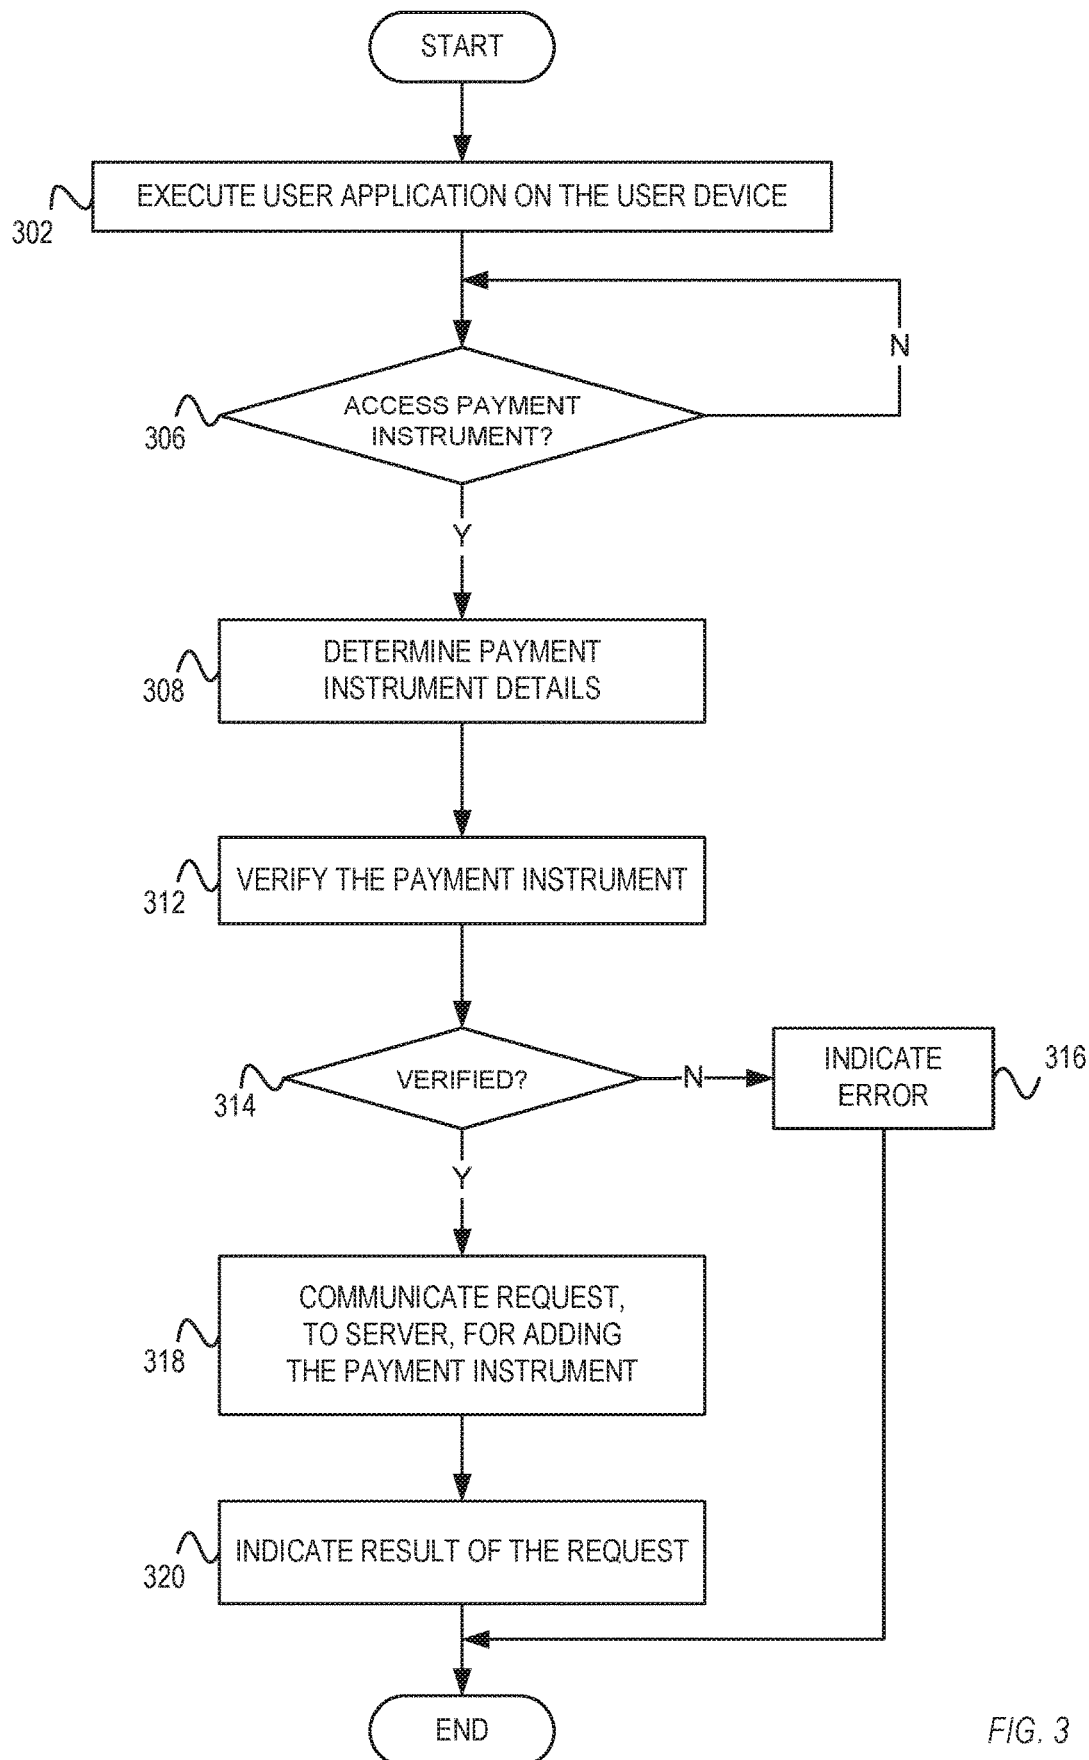 START
EXECUTE USER APPLICATION ON THE USER DEVICE
302
N
ACCESS PAYMENT
INSTRUMENT?
306
Y
DETERMINE PAYMENT
INSTRUMENT DETAILS
308
VERIFY THE PAYMENT INSTRUMENT
312
VERIFIED?
314
N
INDICATE
ERROR
316
Y
COMMUNICATE REQUEST,
TO SERVER, FOR ADDING
THE PAYMENT INSTRUMENT
318
INDICATE RESULT OF THE REQUEST
320
END
FIG. 3